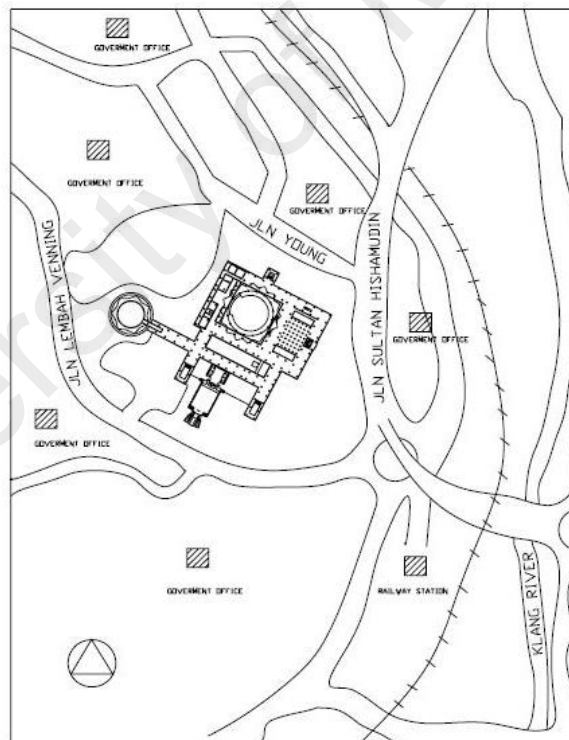 GOVERMENT OFFICE
GOVERMENT OFFICE
GOVERMENT OFFICE
JLN YOUNG
JLN LEMBAH VENNING
JLN SULTAN HISHAMUDIN
GOVERMENT OFFICE
GOVERMENT OFFICE
GOVERMENT OFFICE
RAILWAY STATION
KLANG RIVER